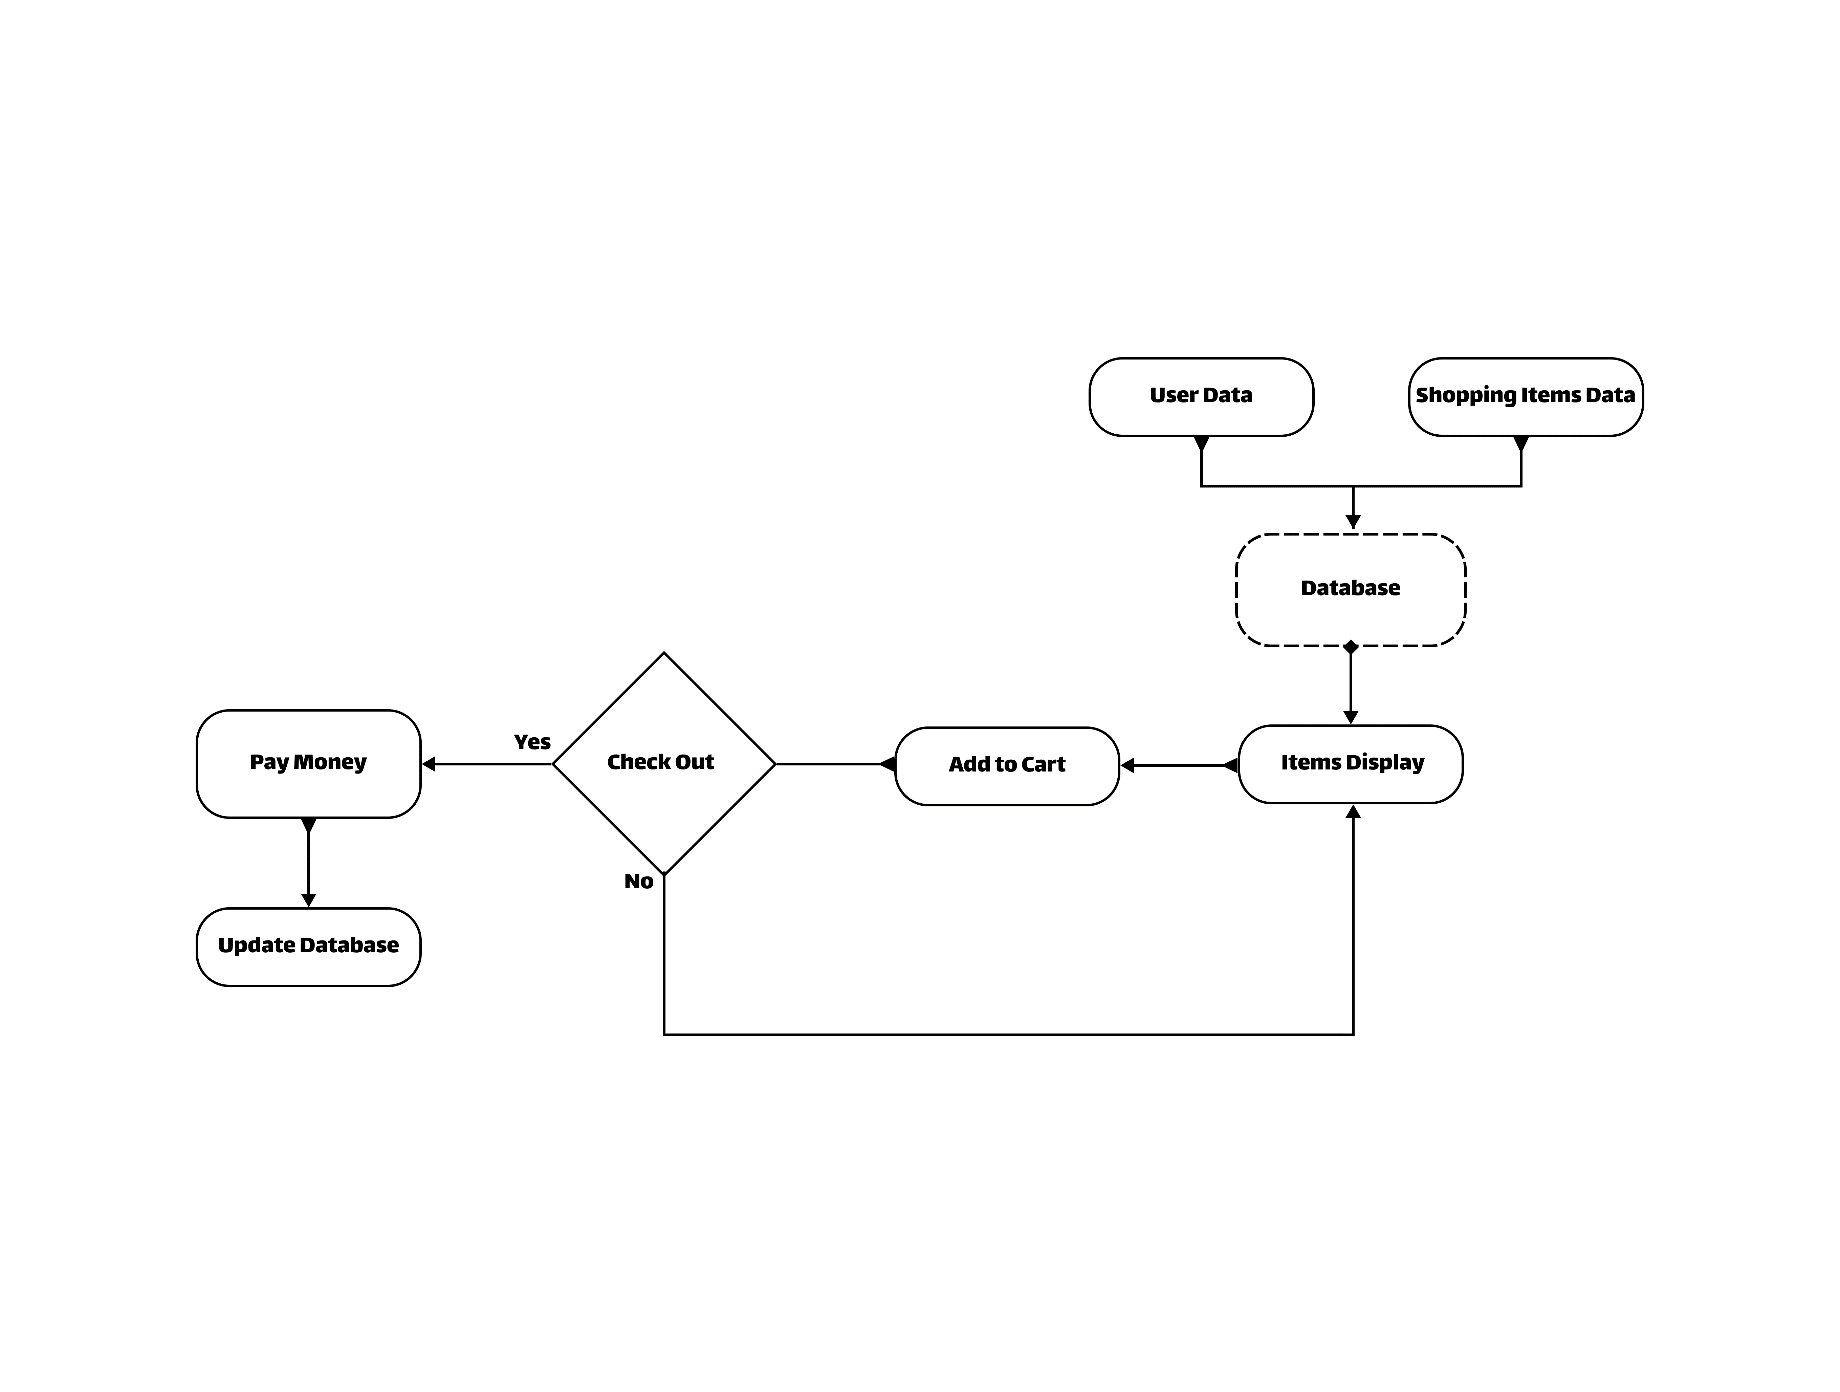 User Data
Shopping Items Data
Database
Pay Money
Yes
Check Out
Add to Cart
Items Display
No
Update Database